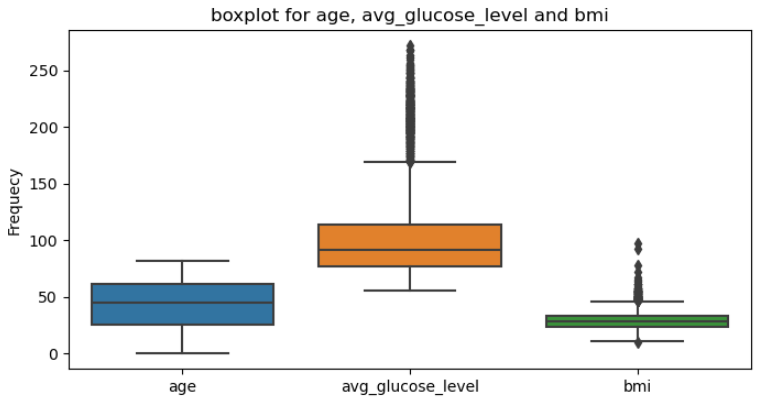 boxplot for age, avg_glucose_level and bmi
Frequecy
250
200
150
100
50
0
age avg_glucose_level bmi